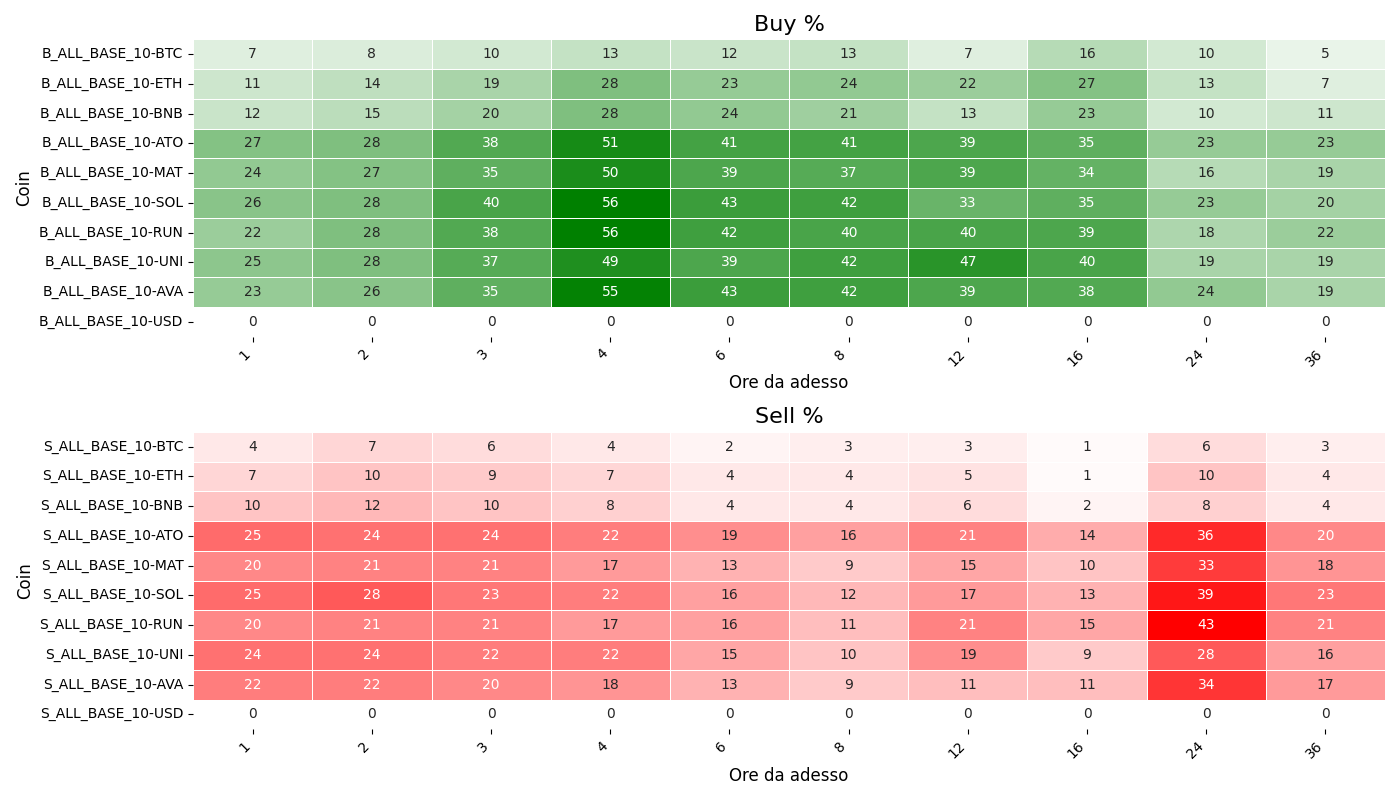 Buy %
Coin
B_ALL_BASE_10-BTC 7 8 10 13 12 13 7 16 10 5
B_ALL_BASE_10-ETH 11 14 19 28 23 24 22 27 13 7
B_ALL_BASE_10-BNB 12 15 20 28 24 21 13 23 10 11
B_ALL_BASE_10-ATO 27 28 38 51 41 41 39 35 23 23
B_ALL_BASE_10-MAT 24 27 35 50 39 37 39 34 16 19
B_ALL_BASE_10-SOL 26 28 40 56 43 42 33 35 23 20
B_ALL_BASE_10-RUN 22 28 38 56 42 40 40 39 18 22
B_ALL_BASE_10-UNI 25 28 37 49 39 42 47 40 19 19
B_ALL_BASE_10-AVA 23 26 35 55 43 42 39 38 24 19
B_ALL_BASE_10-USD 0 0 0 0 0 0 0 0 0 0
1 2 3 4 6 8 12 16 24 36
Ore da adesso
Sell %
Coin
S_ALL_BASE_10-BTC 4 7 6 4 2 3 3 1 6 3
S_ALL_BASE_10-ETH 7 10 9 7 4 4 5 1 10 4
S_ALL_BASE_10-BNB 10 12 10 8 4 4 6 2 8 4
S_ALL_BASE_10-ATO 25 24 24 22 19 16 21 14 36 20
S_ALL_BASE_10-MAT 20 21 21 17 13 9 15 10 33 18
S_ALL_BASE_10-SOL 25 28 23 22 16 12 17 13 39 23
S_ALL_BASE_10-RUN 20 21 21 17 16 11 21 15 43 21
S_ALL_BASE_10-UNI 24 24 22 22 15 10 19 9 28 16
S_ALL_BASE_10-AVA 22 22 20 18 13 9 11 11 34 17
S_ALL_BASE_10-USD 0 0 0 0 0 0 0 0 0 0
1 2 3 4 6 8 12 16 24 36
Ore da adesso